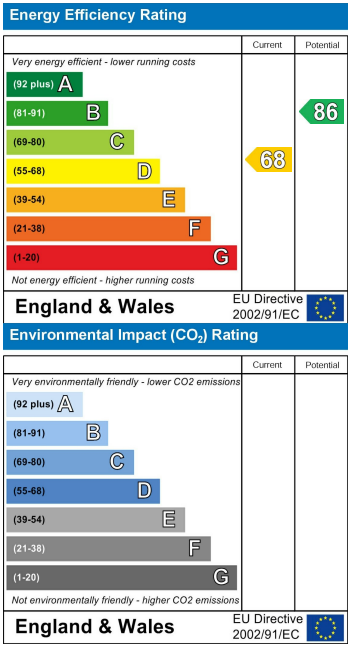 Energy Efficiency Rating
Current Potential
Very energy efficient - lower running costs
(92 plus) A
(81-91) B
86
(69-80) C
(55-68) D
68
(39-54) E
(21-38) F
(1-20) G
Not energy efficient - higher running costs
England & Wales
EU Directive
2002/91/EC
Environmental Impact (CO₂) Rating
Current Potential
Very environmentally friendly - lower CO2 emissions
(92 plus) A
(81-91) B
(69-80) C
(55-68) D
(39-54) E
(21-38) F
(1-20) G
Not environmentally friendly - higher CO2 emissions
England & Wales
EU Directive
2002/91/EC